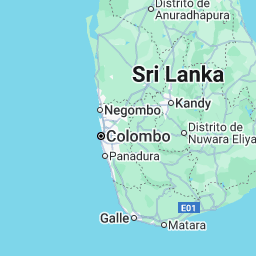 Distrito de
Anuradhapura
Sri Lanka
Negombo
Kandy
Colombo
Distrito de
Nuwara Eliya
Panadura
E01
Galle
Matara